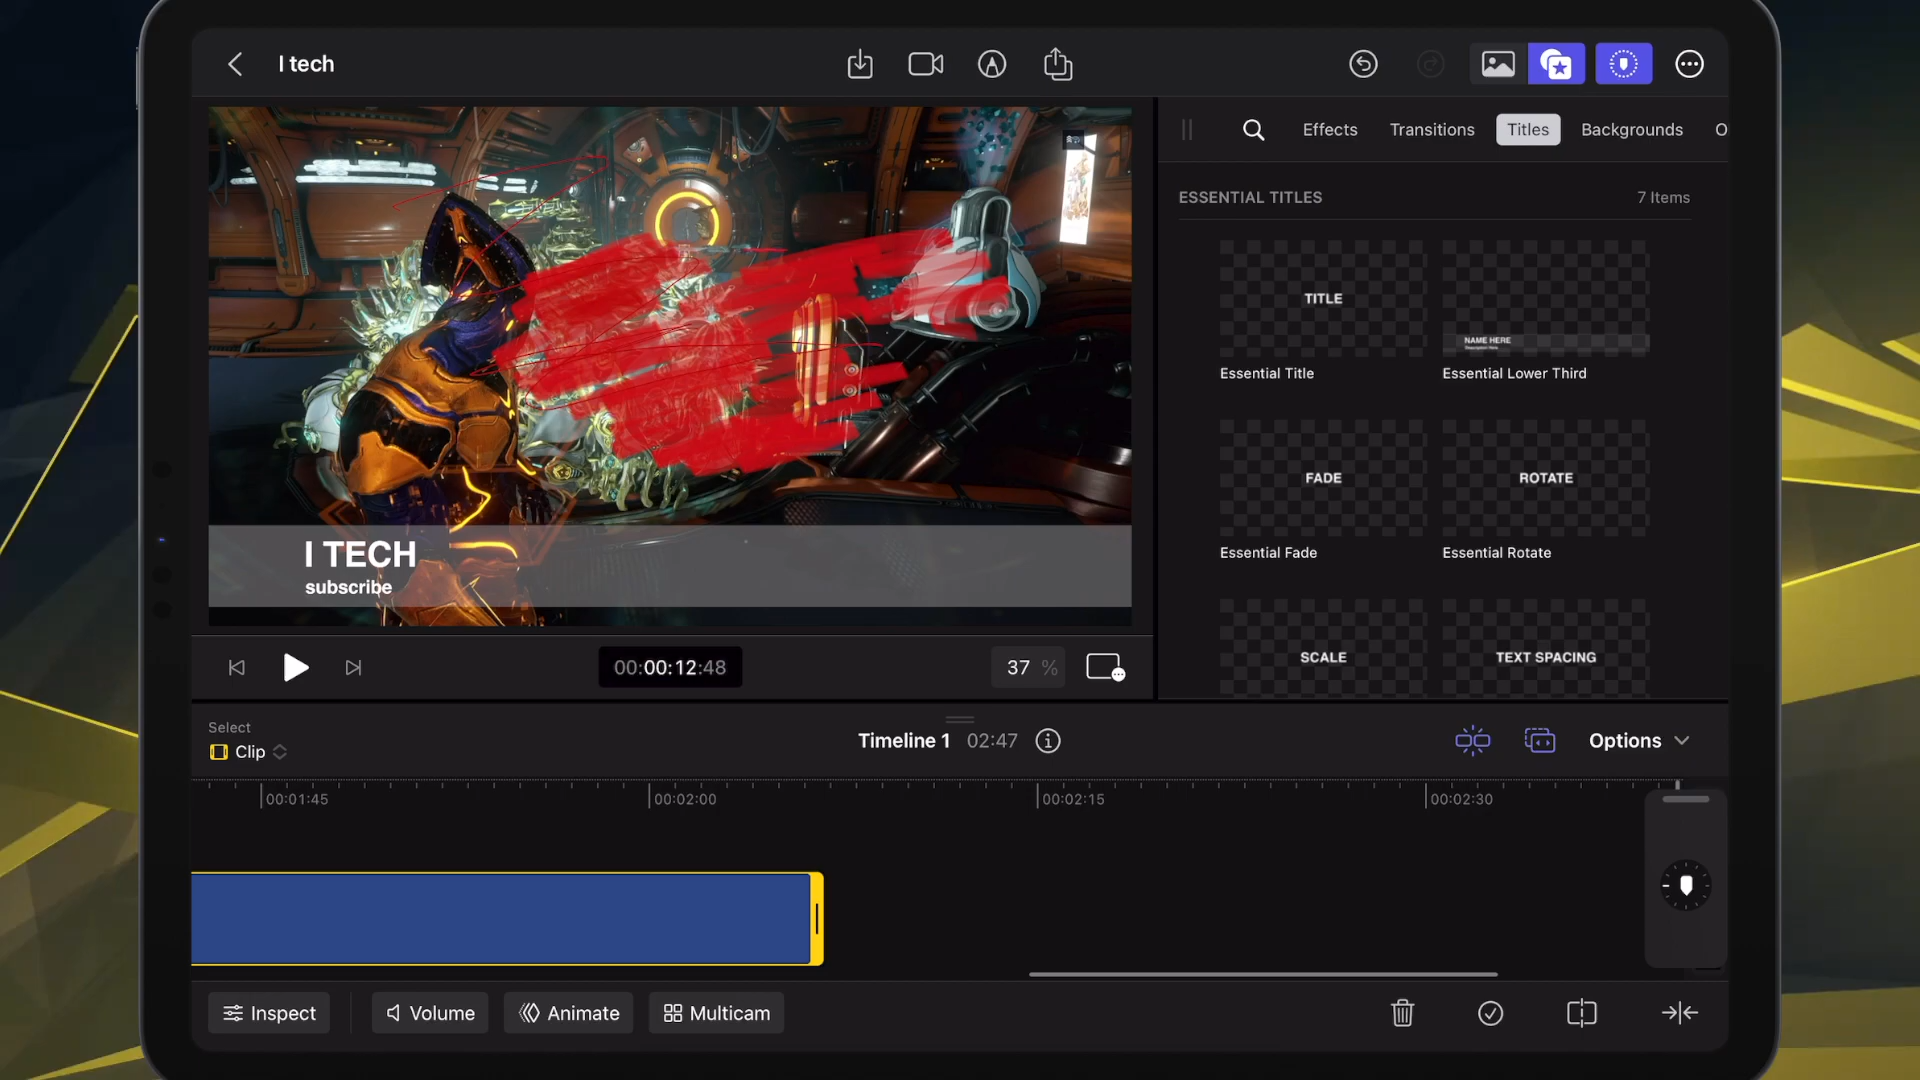 I tech
Effects
Transitions
Titles
Backgrounds
O
ESSENTIAL TITLES
7 Items
TITLE
NAME HERE
Description Here
Essential Title
Essential Lower Third
FADE
ROTATE
Essential Fade
Essential Rotate
SCALE
TEXT SPACING
I TECH
subscribe
00:00:12:48
37 %
Select
Clip
Timeline 1 02:47
Options
00:01:45
00:02:00
00:02:15
00:02:30
Inspect
Volume
Animate
Multicam